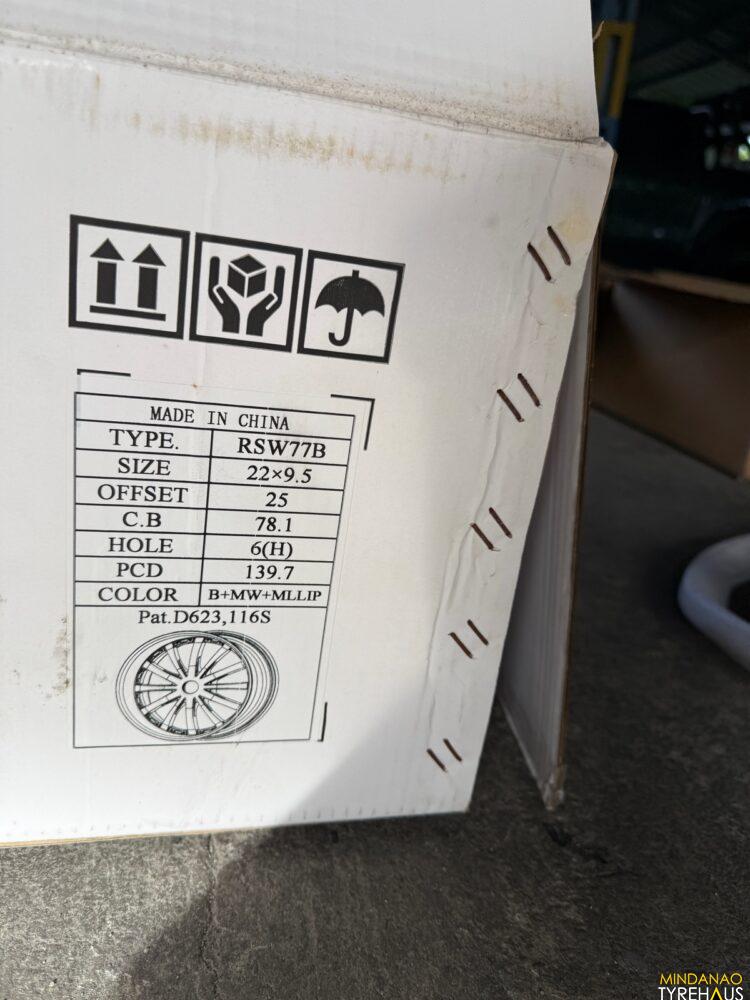 MADE IN CHINA
TYPE. RSW77B
SIZE 22×9.5
OFFSET 25
C.B 78.1
HOLE 6(H)
PCD 139.7
COLOR B+MW+MLLIP
Pat.D623,116S
MINDANAO
TYREHAUS